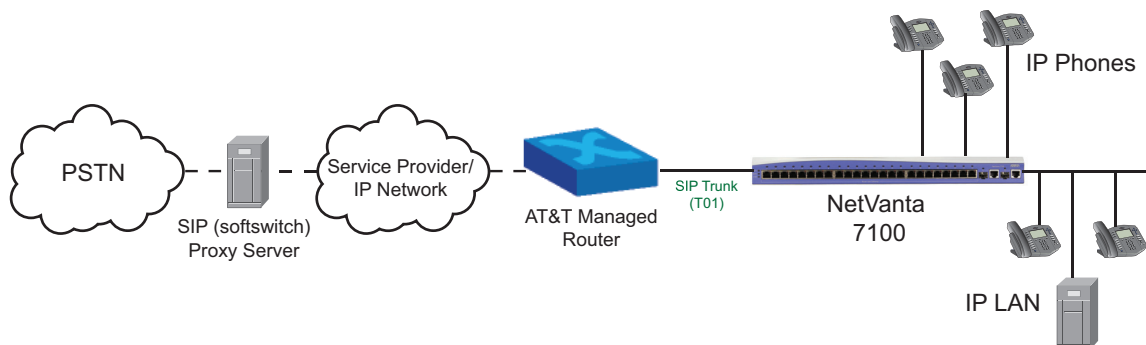 PSTN
SIP (softswitch)
Proxy Server
Service Provider/
IP Network
AT&T Managed
Router
SIP Trunk
(T01)
NetVanta
7100
IP Phones
IP LAN